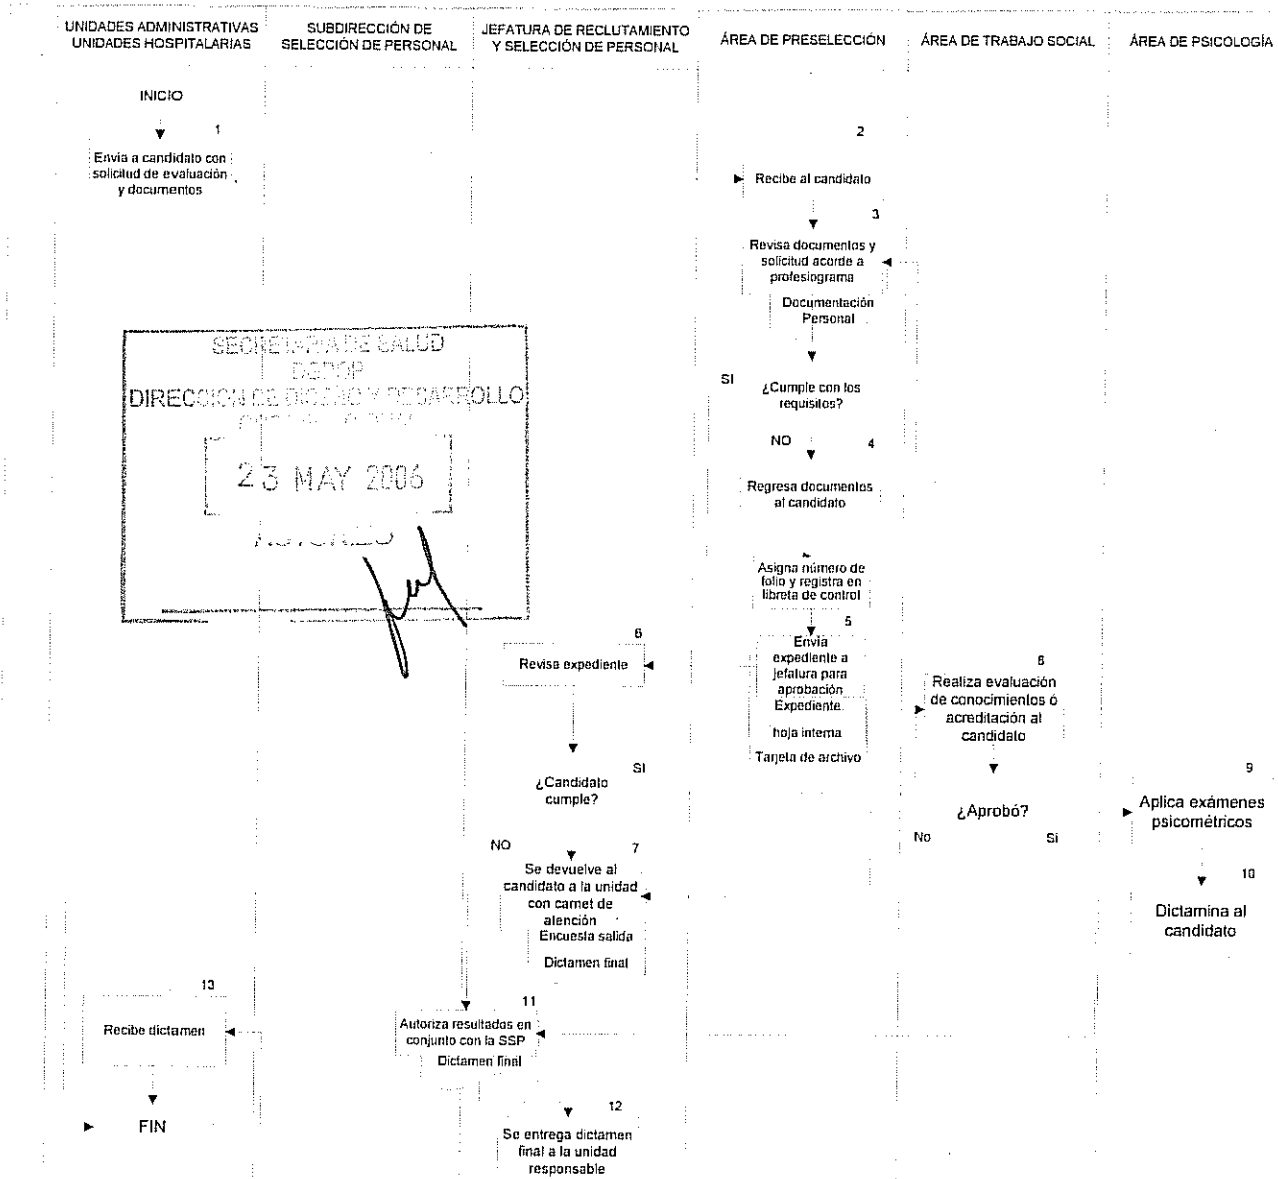 UNIDADES ADMINISTRATIVAS
UNIDADES HOSPITALARIAS
SUBDIRECCIÓN DE
SELECCIÓN DE PERSONAL
JEFATURA DE RECLUTAMIENTO
Y SELECCIÓN DE PERSONAL
ÁREA DE PRESELECCIÓN
ÁREA DE TRABAJO SOCIAL
ÁREA DE PSICOLOGÍA
INICIO
1
Envia a candidato con
solicitud de evaluación
y documentos
2
Recibe al candidato
3
Revisa documentos y
solicitud acorde a
profesiograma
Documentación
Personal
SI
¿Cumple con los
requisitos?
NO
4
Regresa documentos
al candidato
Asigna número de
folio y registra en
libreta de control
5
Envia
expediente a
jefatura para
aprobación
Expediente
hoja interna
Tarjeta de archivo
SECRETARIA DE SALUD
DIRECCION DE DISEÑO Y DESARROLLO
23 MAY 2006
6
Revisa expediente
¿Candidato
cumple?
SI
NO
7
Se devuelve al
candidato a la unidad
con carnet de
atención
Encuesta salida
Dictamen final
8
Realiza evaluación
de conocimientos ó
acreditación al
candidato
¿Aprobó?
No
Si
9
Aplica exámenes
psicométricos
10
Dictamina al
candidato
11
Autoriza resultados en
conjunto con la SSP
Dictamen final
12
Se entrega dictamen
final a la unidad
responsable
13
Recibe dictamen
FIN